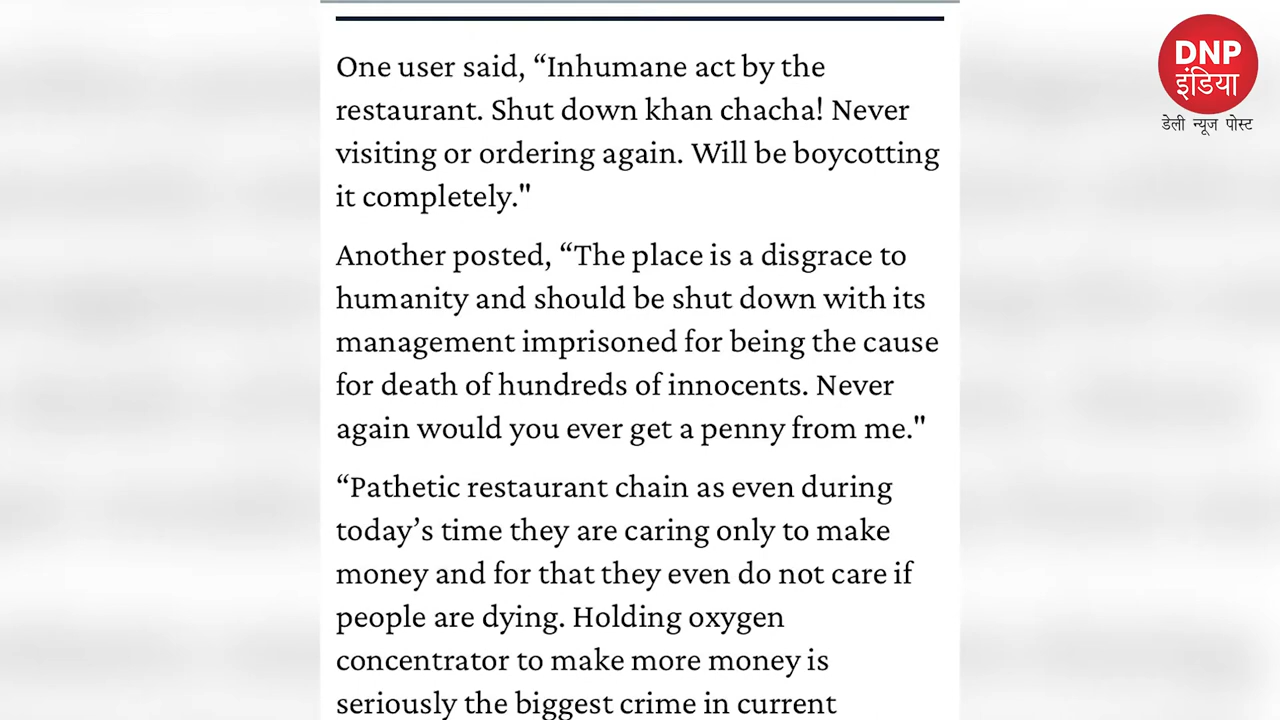 One user said, “Inhumane act by the
restaurant. Shut down khan chacha! Never
visiting or ordering again. Will be boycotting
it completely."
Another posted, “The place is a disgrace to
humanity and should be shut down with its
management imprisoned for being the cause
for death of hundreds of innocents. Never
again would you ever get a penny from me."
“Pathetic restaurant chain as even during
today’s time they are caring only to make
money and for that they even do not care if
people are dying. Holding oxygen
concentrator to make more money is
seriously the biggest crime in current
DNP
इंडिया
डेली न्यूज पोस्ट